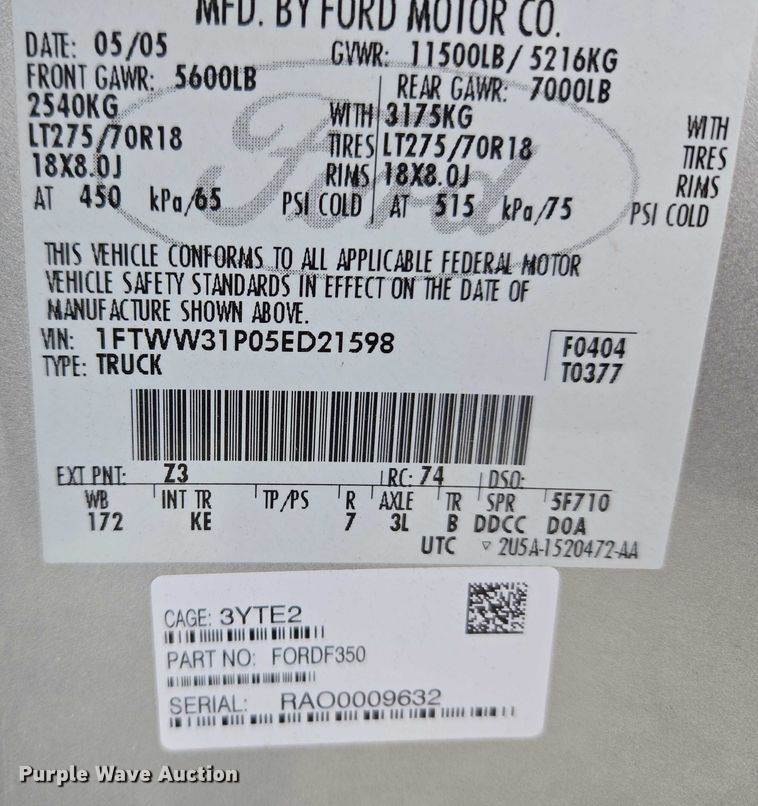 MFD. BY FORD MOTOR CO.
DATE: 05/05 GVWR: 11500LB/ 5216KG
FRONT GAWR: 5600LB REAR GAWR: 7000LB
2540KG WITH 3175KG WITH
LT275/70R18 TIRES LT275/70R18 TIRES
18X8.0J RIMS 18X8.0J RIMS
AT 450 kPa/65 PSI COLD AT 515 kPa/75 PSI COLD
Ford
THIS VEHICLE CONFORMS TO ALL APPLICABLE FEDERAL MOTOR
VEHICLE SAFETY STANDARDS IN EFFECT ON THE DATE OF
MANUFACTURE SHOWN ABOVE.
VIN: 1FTWW31P05ED21598 F0404
TYPE: TRUCK T0377
EXT PNT: Z3 RC: 74 DSO:
WB INT TR TP/PS R AXLE TR SPR 5F710
172 KE 7 3L B DDCC DOA
UTC ▽ 2U5A-1520472-AA
CAGE: 3YTE2
PART NO: FORDF350
SERIAL: RAO0009632
Purple Wave Auction